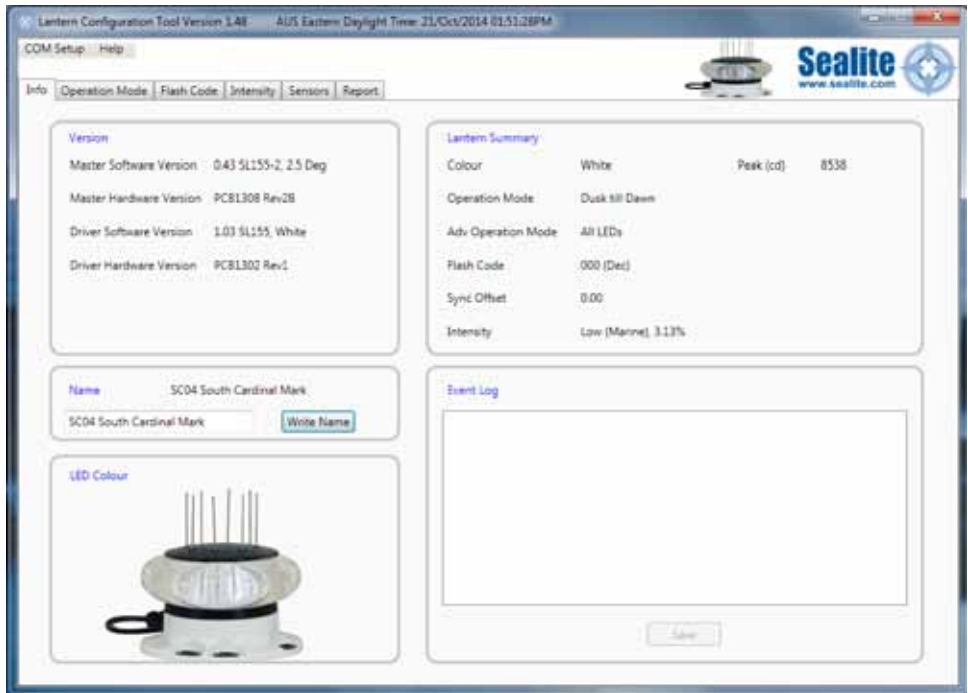 Lantern Configuration Tool Version 1.48 AUS Eastern Daylight Time: 21/Oct/2014 01:51:28PM
COM Setup Help
Sealite
www.sealite.com
Info Operation Mode Flash Code Intensity Sensors Report
Version
Master Software Version 0.43 SL155-2, 2.5 Deg
Master Hardware Version PCB1308 Rev2B
Driver Software Version 1.03 SL155, White
Driver Hardware Version PCB1302 Rev1
Lantern Summary
Colour White Peak (cd) 8538
Operation Mode Dusk till Dawn
Adv Operation Mode All LEDs
Flash Code 000 (Dec)
Sync Offset 0.00
Intensity Low (Marine), 3.13%
Name SC04 South Cardinal Mark
SC04 South Cardinal Mark Write Name
LED Colour
Event Log
Save